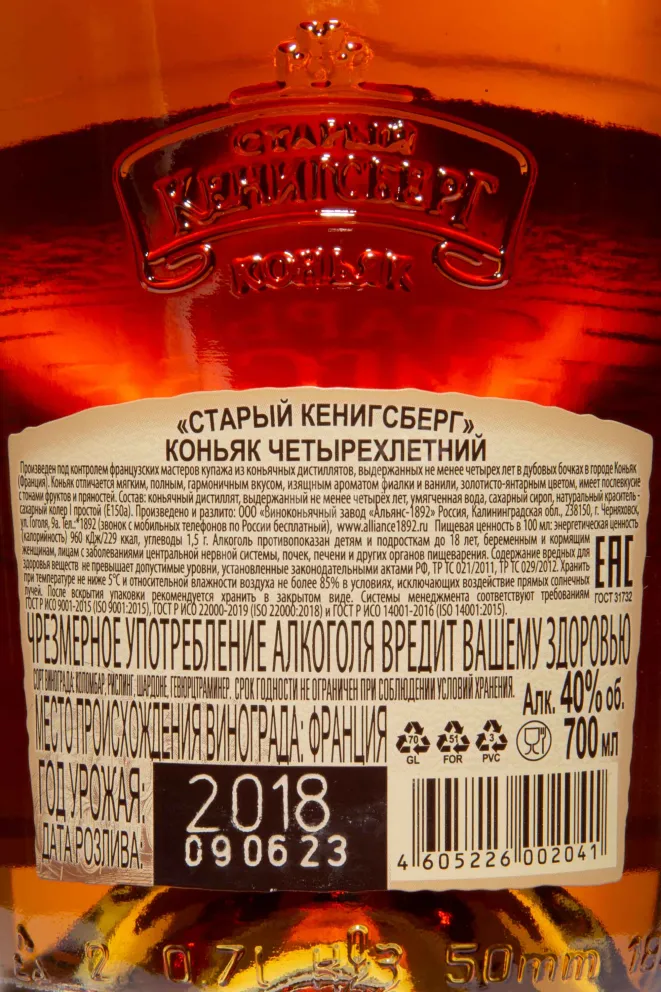 СТАРЫЙ
КЕНИГСБЕРГ
КОНЬЯК
«СТАРЫЙ КЕНИГСБЕРГ»
КОНЬЯК ЧЕТЫРЕХЛЕТНИЙ
Произведен под контролем французских мастеров купажа из коньячных дистиллятов, выдержанных не менее четырех лет в дубовых бочках в городе Коньяк
(Франция). Коньяк отличается мягким, полным, гармоничным вкусом, изящным ароматом фиалки и ванили, золотисто-янтарным цветом, имеет послевкусие
с тонами фруктов и пряностей. Состав: коньячный дистиллят, выдержанный не менее четырёх лет, умягченная вода, сахарный сироп, натуральный краситель -
сахарный колер I простой (Е150а). Произведено и разлито: ООО «Виноконьячный завод «Альянс-1892» Россия, Калининградская обл., 238150, г. Черняховск,
ул. Гоголя, 9а. Тел.:*1892 (звонок с мобильных телефонов по России бесплатный), www.alliance1892.ru Пищевая ценность в 100 мл: энергетическая ценность
(калорийность) 960 кДж/229 ккал, углеводы 1,5 г. Алкоголь противопоказан детям и подросткам до 18 лет, беременным и кормящим
женщинам, лицам с заболеваниями центральной нервной системы, почек, печени и других органов пищеварения. Содержание вредных для
здоровья веществ не превышает допустимые уровни, установленные законодательными актами РФ, ТР ТС 021/2011, ТР ТС 029/2012. Хранить
при температуре не ниже 5°С и относительной влажности воздуха не более 85% в условиях, исключающих воздействие прямых солнечных
лучей. После вскрытия упаковки рекомендуется хранить в закрытом виде. Системы менеджмента соответствуют требованиям
ГОСТ Р ИСО 9001-2015 (ISO 9001:2015), ГОСТ Р ИСО 22000-2019 (ISO 22000:2018) и ГОСТ Р ИСО 14001-2016 (ISO 14001:2015).
ЕАС
ГОСТ 31732
ЧРЕЗМЕРНОЕ УПОТРЕБЛЕНИЕ АЛКОГОЛЯ ВРЕДИТ ВАШЕМУ ЗДОРОВЬЮ
СОРТ ВИНОГРАДА: КОЛОМБАР, РИСЛИНГ, ШАРДОНЕ, ГЕВЮРЦТРАМИНЕР. СРОК ГОДНОСТИ НЕ ОГРАНИЧЕН ПРИ СОБЛЮДЕНИИ УСЛОВИЙ ХРАНЕНИЯ.
Алк. 40% об.
МЕСТО ПРОИСХОЖДЕНИЯ ВИНОГРАДА: ФРАНЦИЯ
70 51 3
GL FOR PVC
700 мл
ГОД УРОЖАЯ: 2018
ДАТА РОЗЛИВА: 090623
4 605226 002041
0.7L 50mm 18